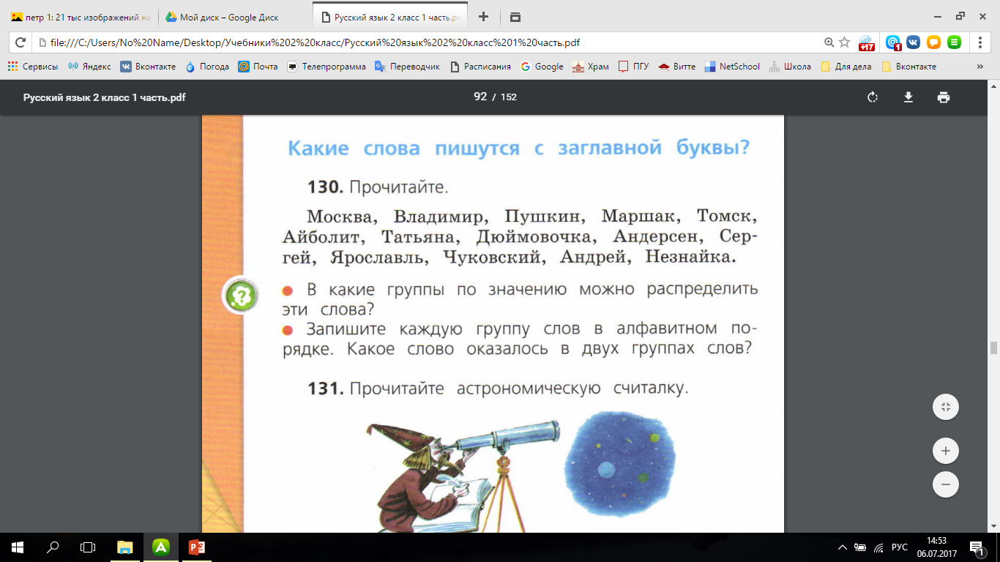 петр 1: 21 тыс изображений на
Мой диск – Google Диск
Русский язык 2 класс 1 часть.pd
file:///C:/Users/No%20Name/Desktop/Учебники%202%20класс/Русский%20язык%202%20класс%201%20часть.pdf
+17
1
Сервисы Яндекс Вконтакте Погода Почта Телепрограмма Переводчик Расписания Google Храм ПГУ Витте NetSchool Школа Для дела Вконтакте »
Русский язык 2 класс 1 часть.pdf
92 / 152
Какие слова пишутся с заглавной буквы?
130. Прочитайте.
Москва, Владимир, Пушкин, Маршак, Томск,
Айболит, Татьяна, Дюймовочка, Андерсен, Сер-
гей, Ярославль, Чуковский, Андрей, Незнайка.
В какие группы по значению можно распределить
эти слова?
Запишите каждую группу слов в алфавитном по-
рядке. Какое слово оказалось в двух группах слов?
131. Прочитайте астрономическую считалку.
РУС
14:53
06.07.2017
1